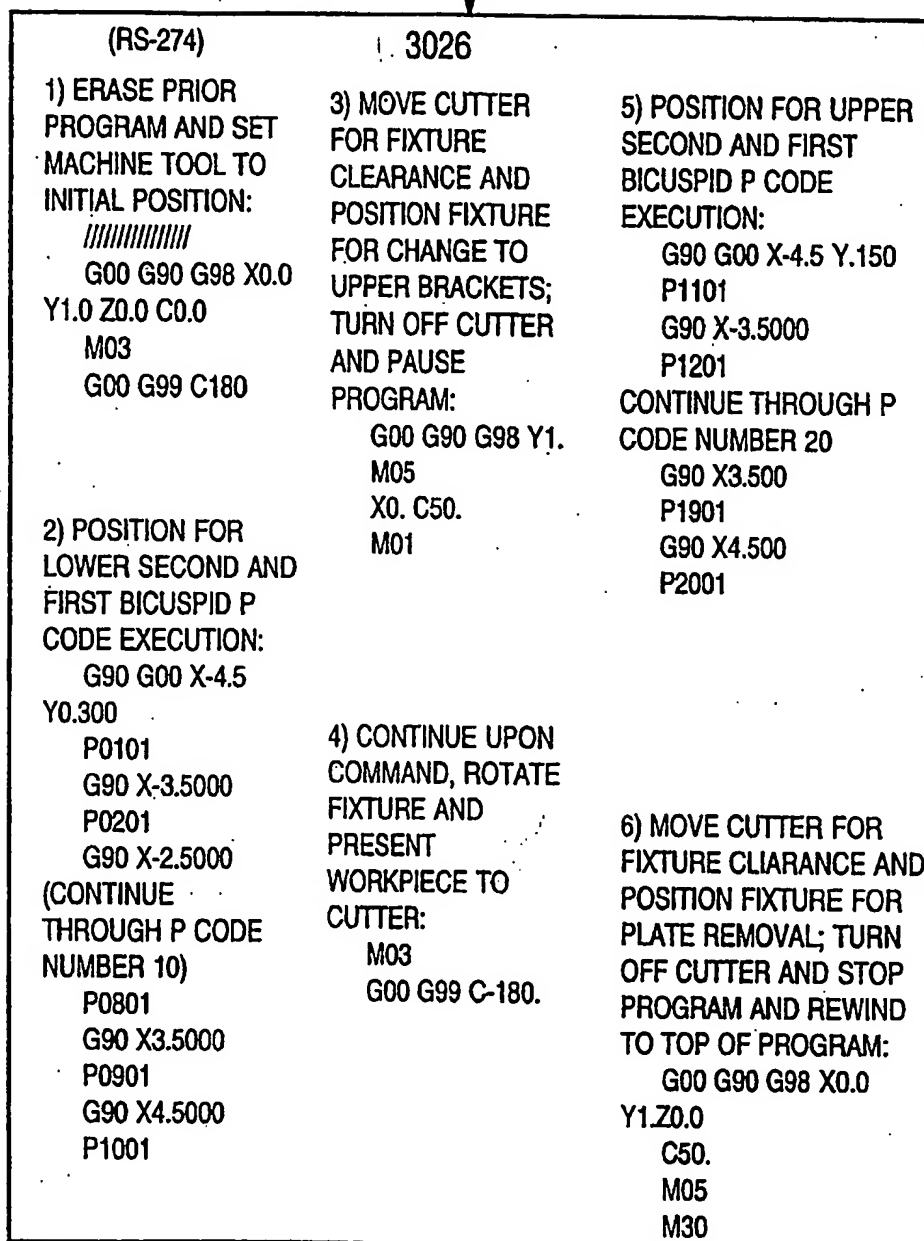 (RS-274)
3026
1) ERASE PRIOR
PROGRAM AND SET
MACHINE TOOL TO
INITIAL POSITION:
////////////////
G00 G90 G98 X0.0
Y1.0 Z0.0 C0.0
M03
G00 G99 C180
2) POSITION FOR
LOWER SECOND AND
FIRST BICUSPID P
CODE EXECUTION:
G90 G00 X-4.5
Y0.300
P0101
G90 X-3.5000
P0201
G90 X-2.5000
(CONTINUE
THROUGH P CODE
NUMBER 10)
P0801
G90 X3.5000
P0901
G90 X4.5000
P1001
3) MOVE CUTTER
FOR FIXTURE
CLEARANCE AND
POSITION FIXTURE
FOR CHANGE TO
UPPER BRACKETS;
TURN OFF CUTTER
AND PAUSE
PROGRAM:
G00 G90 G98 Y1.
M05
X0. C50.
M01
4) CONTINUE UPON
COMMAND, ROTATE
FIXTURE AND
PRESENT
WORKPIECE TO
CUTTER:
M03
G00 G99 C-180.
5) POSITION FOR UPPER
SECOND AND FIRST
BICUSPID P CODE
EXECUTION:
G90 G00 X-4.5 Y.150
P1101
G90 X-3.5000
P1201
CONTINUE THROUGH P
CODE NUMBER 20
G90 X3.500
P1901
G90 X4.500
P2001
6) MOVE CUTTER FOR
FIXTURE CLIARANCE AND
POSITION FIXTURE FOR
PLATE REMOVAL; TURN
OFF CUTTER AND STOP
PROGRAM AND REWIND
TO TOP OF PROGRAM:
G00 G90 G98 X0.0
Y1.Z0.0
C50.
M05
M30